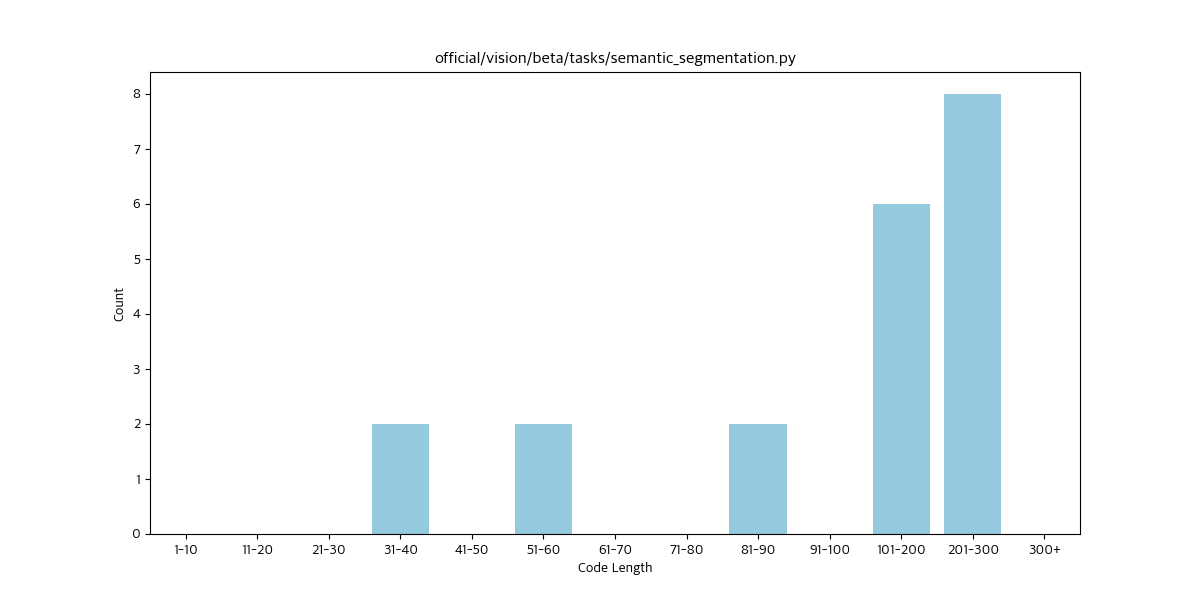 official/vision/beta/tasks/semantic_segmentation.py
8
7
6
5
4
3
2
1
0
Count
1-10 11-20 21-30 31-40 41-50 51-60 61-70 71-80 81-90 91-100 101-200 201-300 300+
Code Length